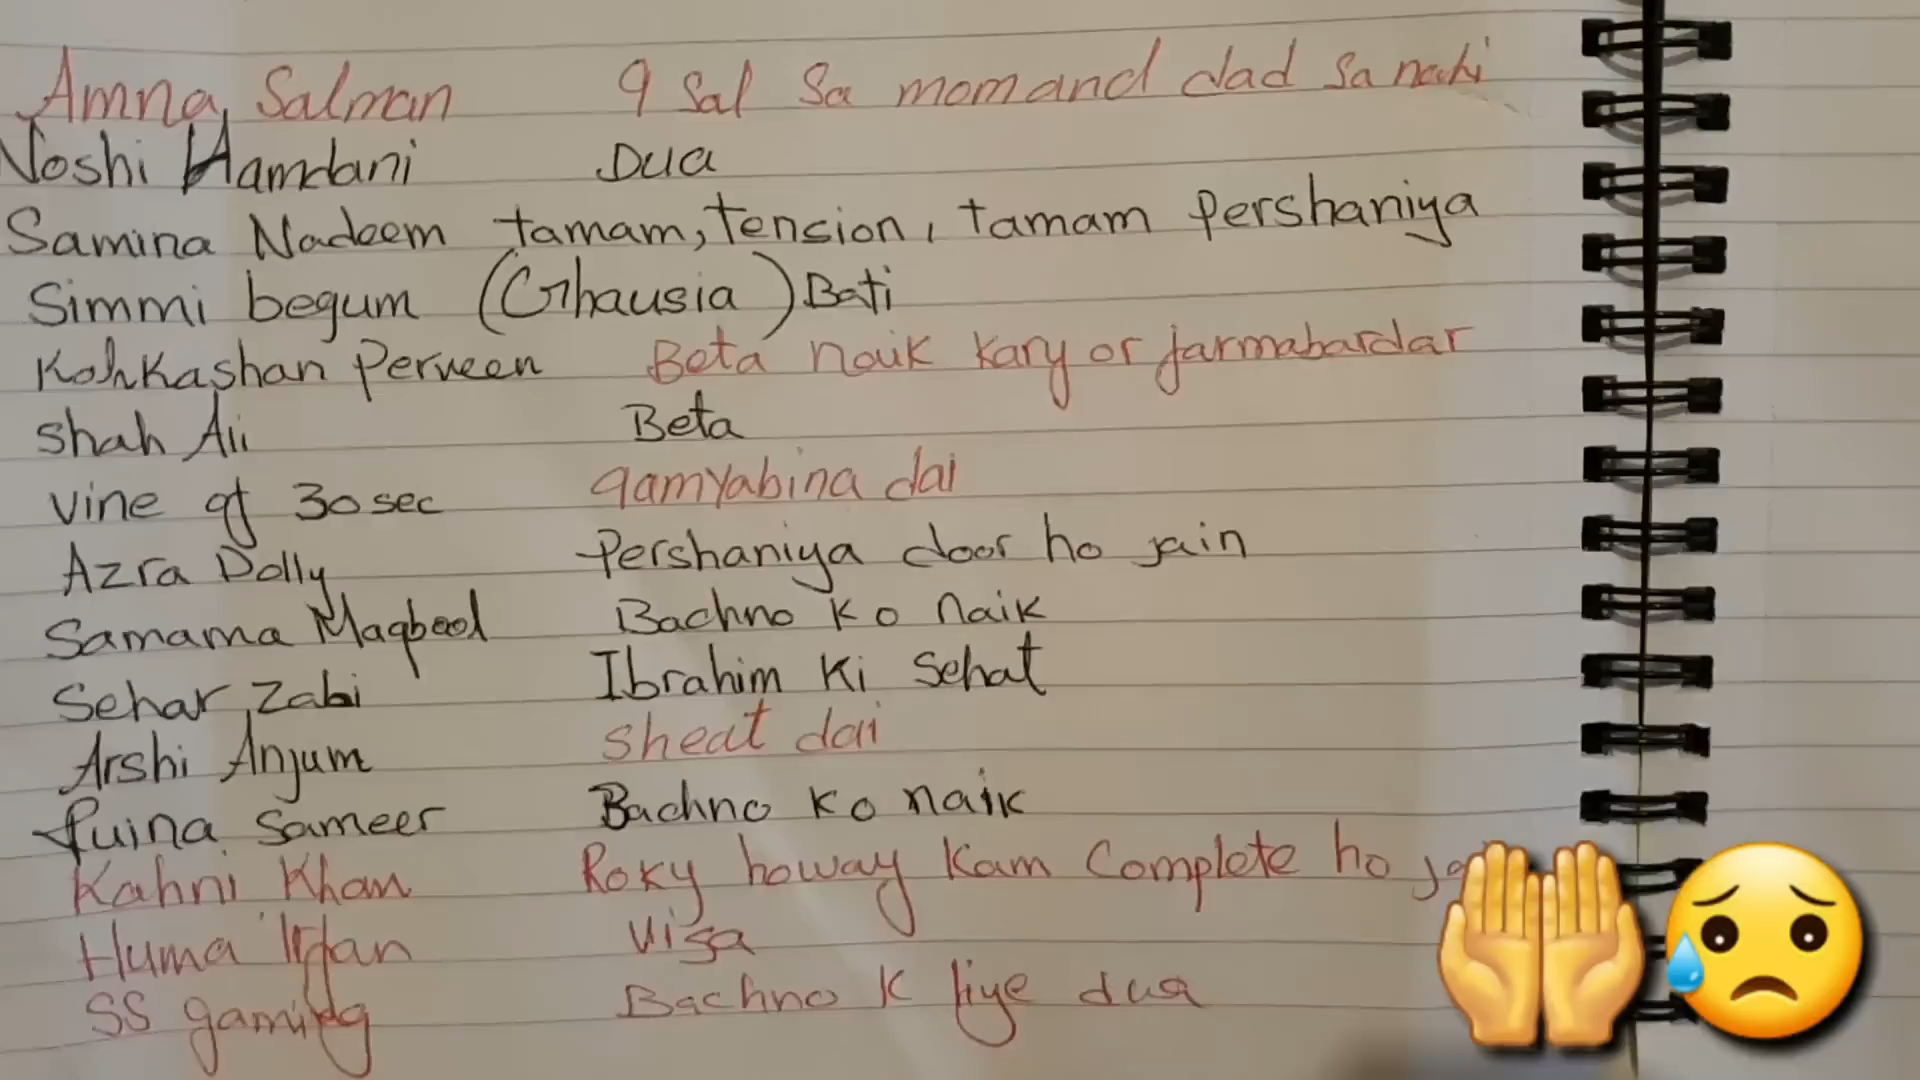 Amna Salman 9 Sal Sa mom and dad sa nahi
Noshi Hamdani Dua
Samina Nadeem tamam, tension, tamam pershaniya
Simmi begum (Ghausia) Bati
Kohkashan Perveen Beta naik kary or farmabardar
Shah Ali Beta
Vine of 30 sec qamyabina dai
Azra Dolly Pershaniya door ho jain
Samama Maqbool Bachno Ko Naik
Sehar Zabi Ibrahim Ki Sehat
Arshi Anjum Sheat dai
Sameer Bachno Ko naik
Kahni Khan Roky howay Kam Complete ho
Huma Irfan Visa
SS gaming Bachno K liye dua